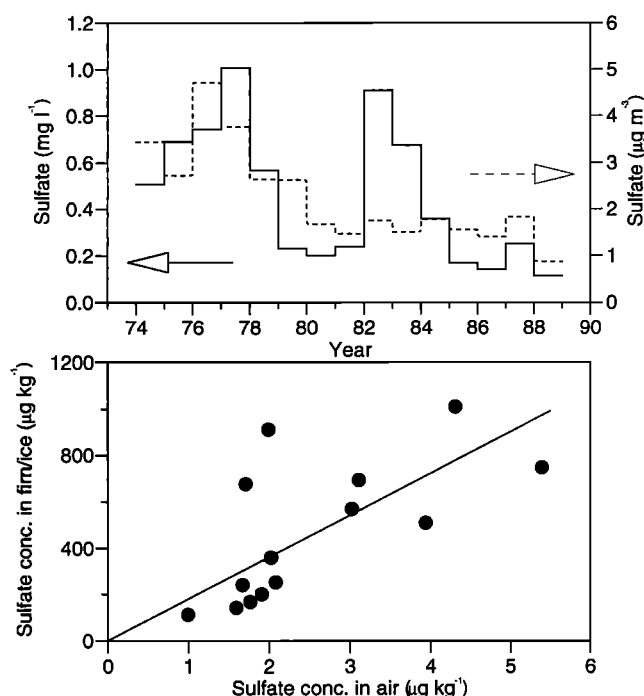 1.2
1.0
0.8
0.6
0.4
0.2
0.0
Sulfate (mg l⁻¹)
6
5
4
3
2
1
0
Sulfate (µg m⁻³)
74 76 78 80 82 84 86 88 90
Year
1200
800
400
0
Sulfate conc. in firn/ice (µg kg⁻¹)
0 1 2 3 4 5 6
Sulfate conc. in air (µg kg⁻¹)